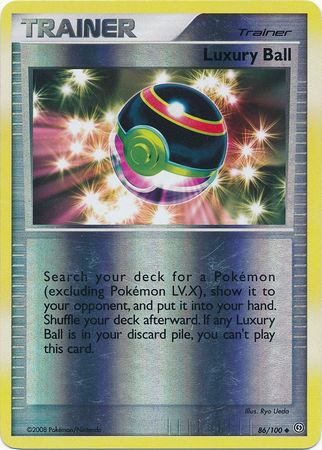 TRAINER
Trainer
Luxury Ball
Search your deck for a Pokémon
(excluding Pokémon LV.X), show it to
your opponent, and put it into your hand.
Shuffle your deck afterward. If any Luxury
Ball is in your discard pile, you can't play
this card.
Illus. Ryo Ueda
©2008 Pokémon/Nintendo
86/100